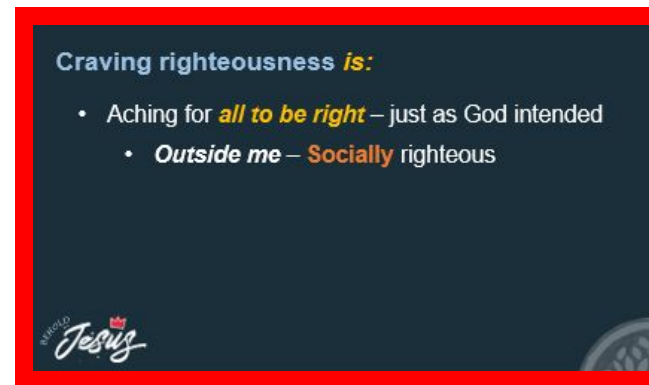 Craving righteousness is:
• Aching for all to be right – just as God intended
• Outside me – Socially righteous
BEHOLD
Jesus